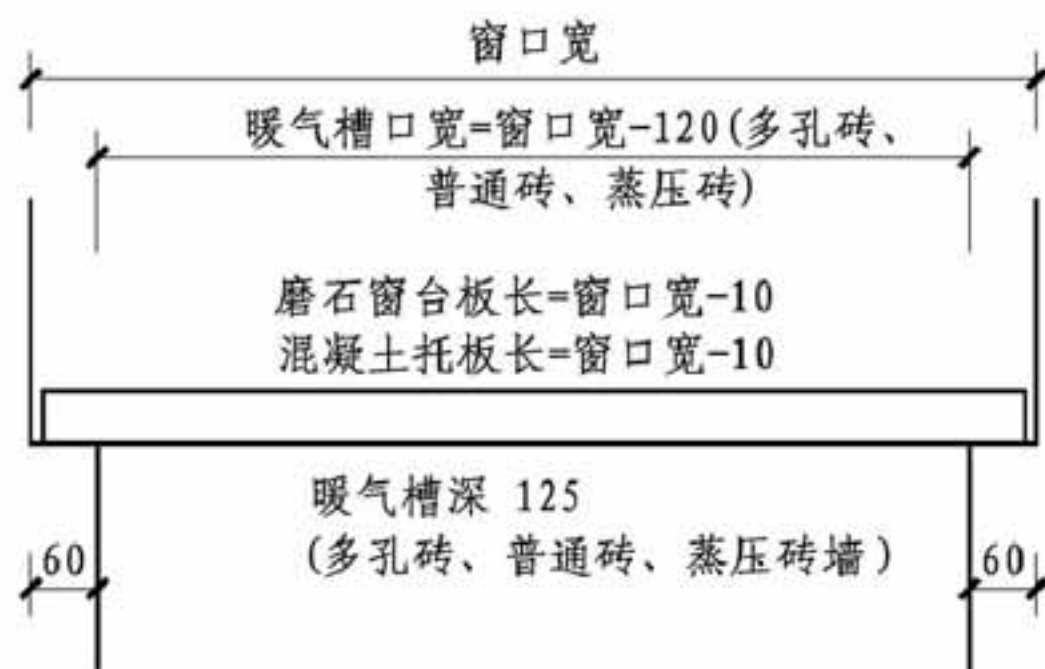 窗口宽
暖气槽口宽=窗口宽-120(多孔砖、
普通砖、蒸压砖)
磨石窗台板长=窗口宽-10
混凝土托板长=窗口宽-10
暖气槽深 125
(多孔砖、普通砖、蒸压砖墙)
60
60